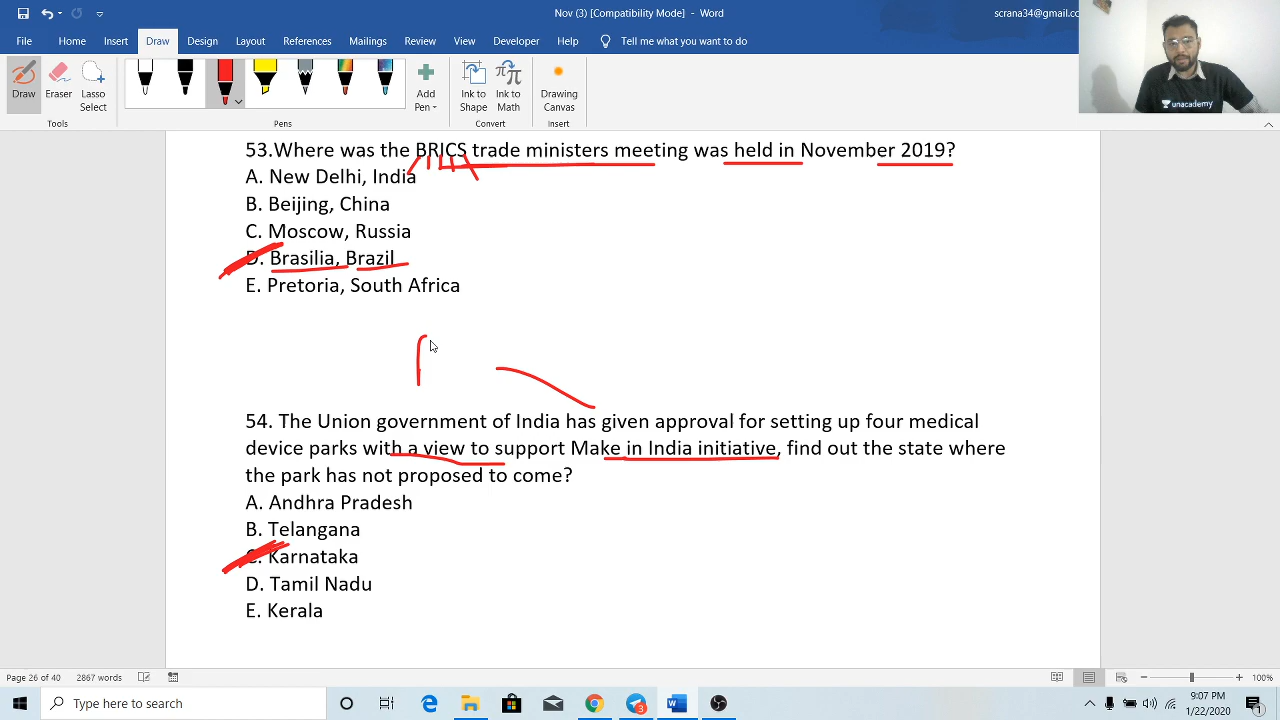 Nov (3) [Compatibility Mode] - Word
scrana34@gmail.co
File Home Insert Draw Design Layout References Mailings Review View Developer Help Tell me what you want to do
Draw Eraser Lasso Select Add Pen Ink to Shape Ink to Math Drawing Canvas
Tools Pens Convert Insert
unacademy
53.Where was the BRICS trade ministers meeting was held in November 2019?
A. New Delhi, India
B. Beijing, China
C. Moscow, Russia
D. Brasilia, Brazil
E. Pretoria, South Africa
54. The Union government of India has given approval for setting up four medical
device parks with a view to support Make in India initiative, find out the state where
the park has not proposed to come?
A. Andhra Pradesh
B. Telangana
C. Karnataka
D. Tamil Nadu
E. Kerala
Page 26 of 40 2867 words 100%
Type here to search 3 9:07 PM
1/22/2020 1